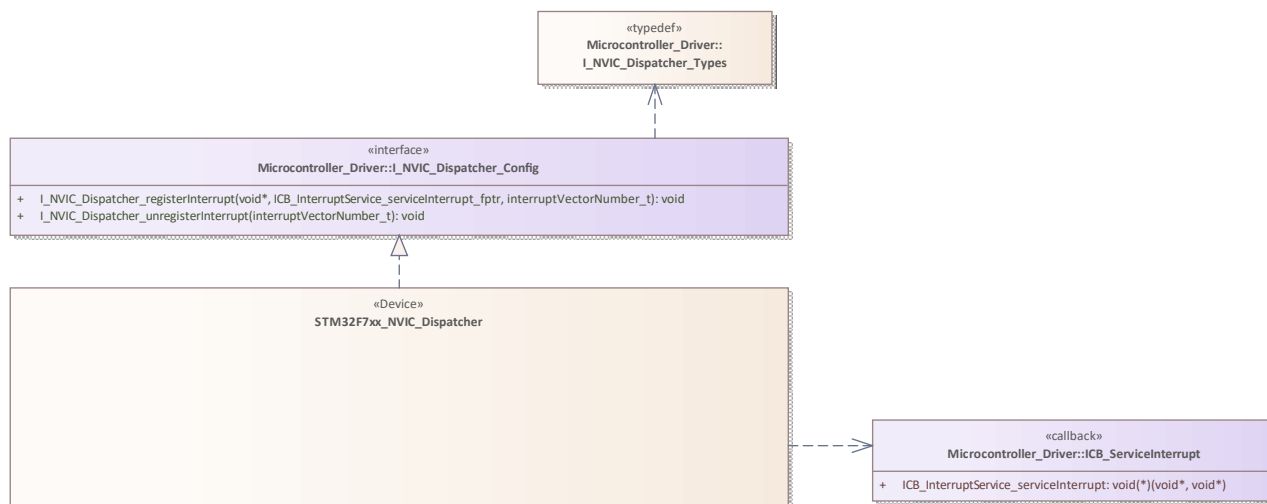 «typedef»
Microcontroller_Driver::
I_NVIC_Dispatcher_Types
«interface»
Microcontroller_Driver::I_NVIC_Dispatcher_Config
+ I_NVIC_Dispatcher_registerInterrupt(void*, ICB_InterruptService_serviceInterrupt_fptr, interruptVectorNumber_t): void
+ I_NVIC_Dispatcher_unregisterInterrupt(interruptVectorNumber_t): void
«Device»
STM32F7xx_NVIC_Dispatcher
«callback»
Microcontroller_Driver::ICB_ServiceInterrupt
+ ICB_InterruptService_serviceInterrupt: void(*)(void*, void*)